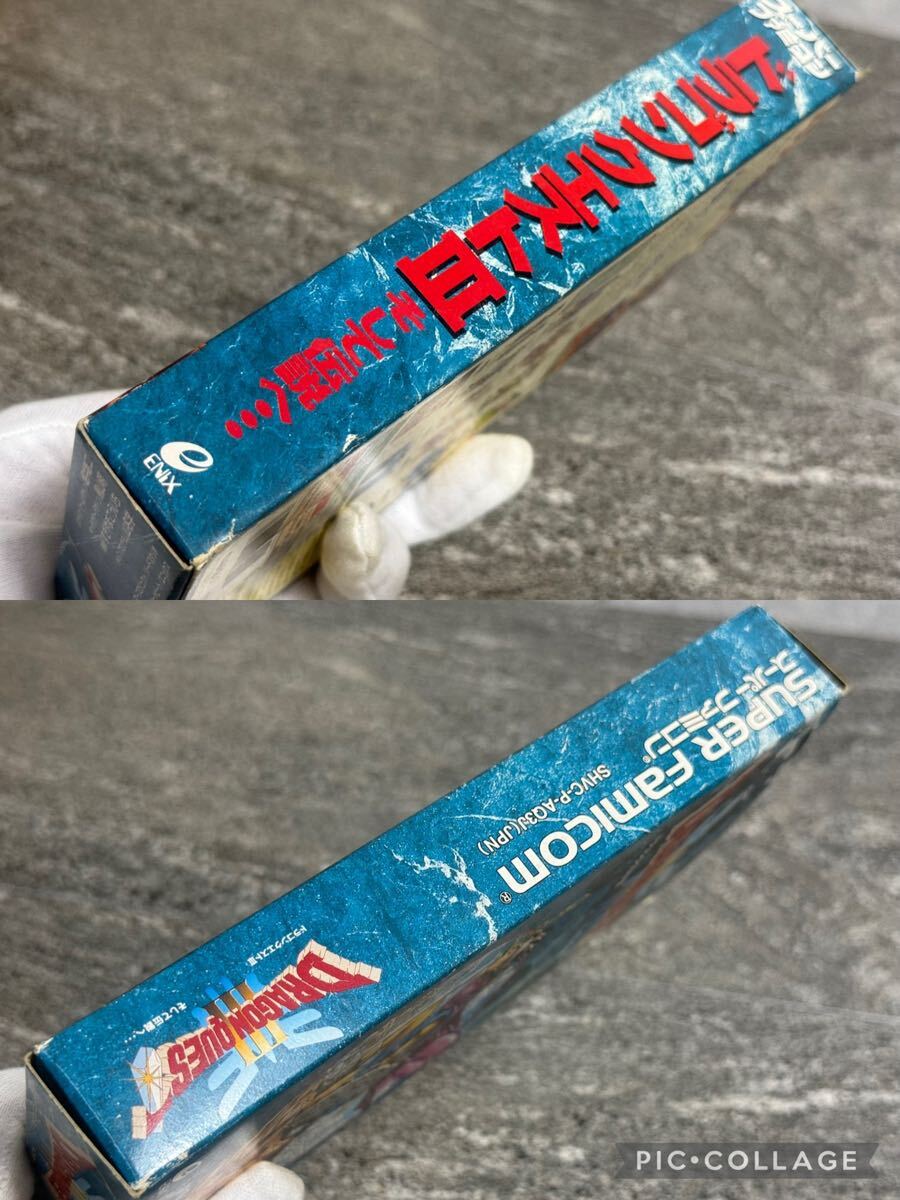 スーパー
ファミコン
ドラゴンクエストIII
そして伝説へ…
ENIX
SUPER Famicom®
スーパーファミコン®
SHVC-P-AQ3J(JPN)
ドラゴンクエストIII
DRAGON QUEST
III
そして伝説へ…
PIC•COLLAGE